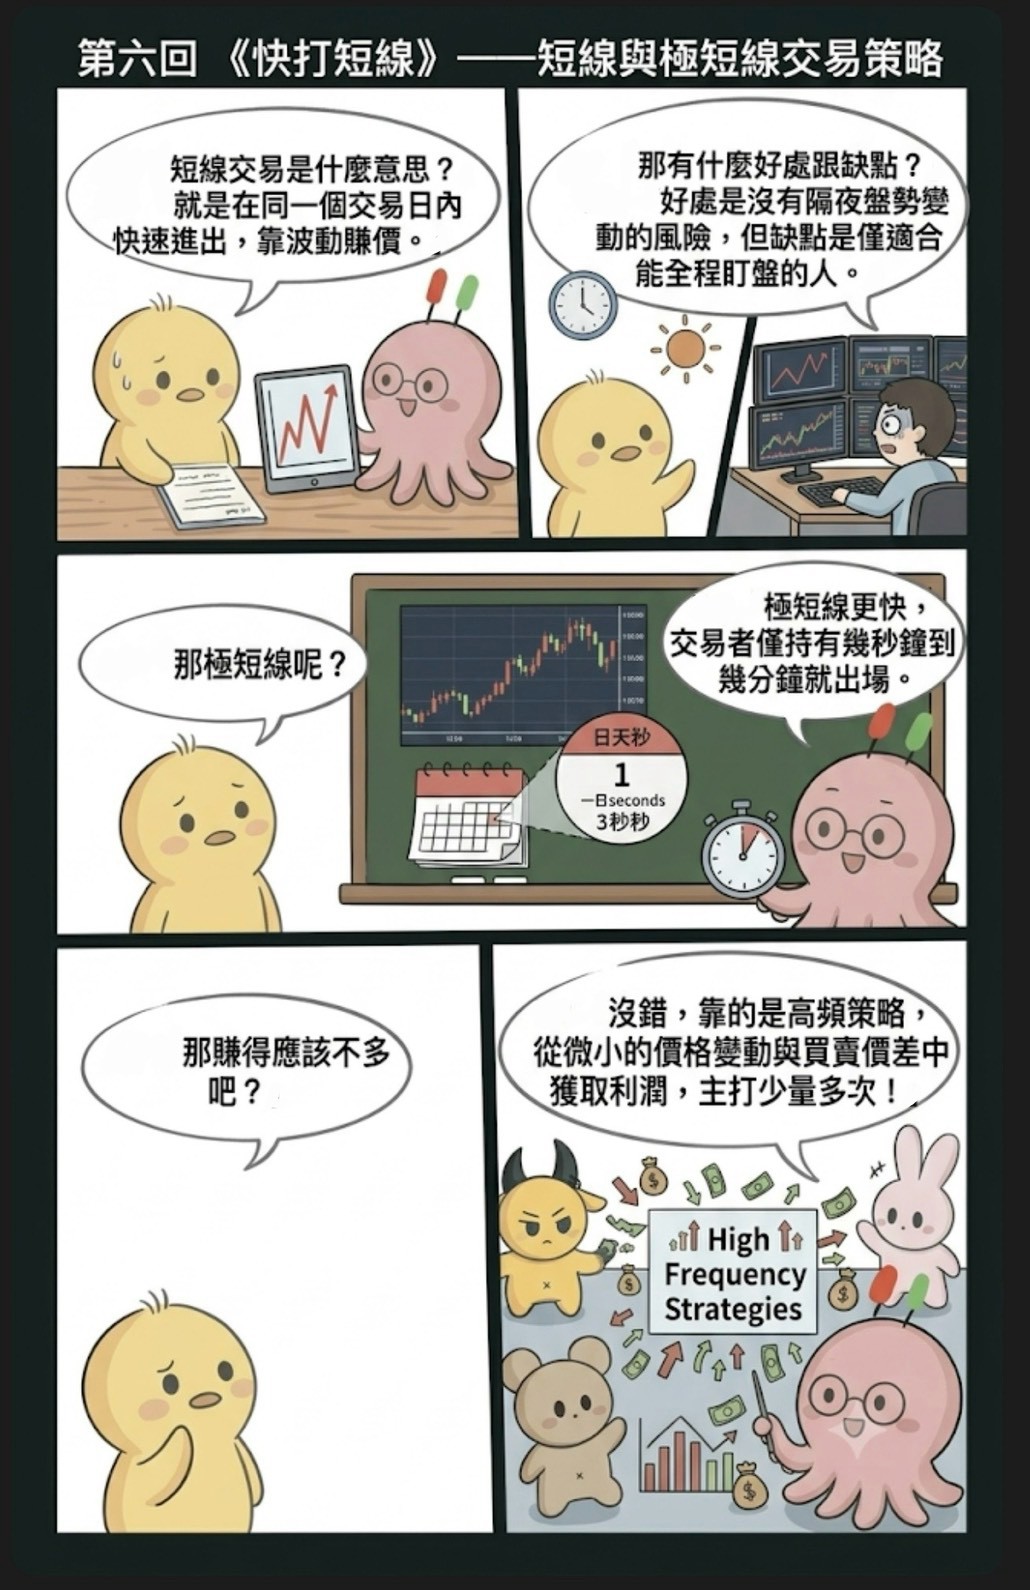 第六回 《快打短線》——短線與極短線交易策略
短線交易是什麼意思？
就是在同一個交易日內
快速進出，靠波動賺價。
那有什麼好處跟缺點？
好處是沒有隔夜盤勢變
動的風險，但缺點是僅適合
能全程盯盤的人。
那極短線呢？
極短線更快，
交易者僅持有幾秒鐘到
幾分鐘就出場。
日天秒
1
一日seconds
3秒秒
那賺得應該不多
吧？
沒錯，靠的是高頻策略，
從微小的價格變動與買賣價差中
獲取利潤，主打少量多次！
High
Frequency
Strategies